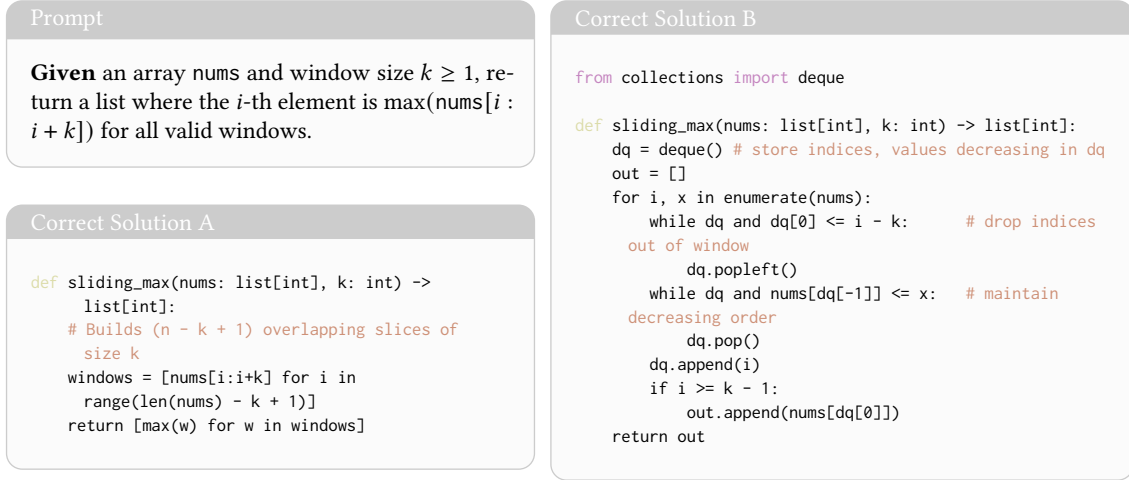 Prompt
Given an array nums and window size k ≥ 1, re-
turn a list where the i-th element is max(nums[i :
i + k]) for all valid windows.
Correct Solution A
def sliding_max(nums: list[int], k: int) ->
list[int]:
# Builds (n - k + 1) overlapping slices of
size k
windows = [nums[i:i+k] for i in
range(len(nums) - k + 1)]
return [max(w) for w in windows]
Correct Solution B
from collections import deque
def sliding_max(nums: list[int], k: int) -> list[int]:
dq = deque() # store indices, values decreasing in dq
out = []
for i, x in enumerate(nums):
while dq and dq[0] <= i - k: # drop indices
out of window
dq.popleft()
while dq and nums[dq[-1]] <= x: # maintain
decreasing order
dq.pop()
dq.append(i)
if i >= k - 1:
out.append(nums[dq[0]])
return out